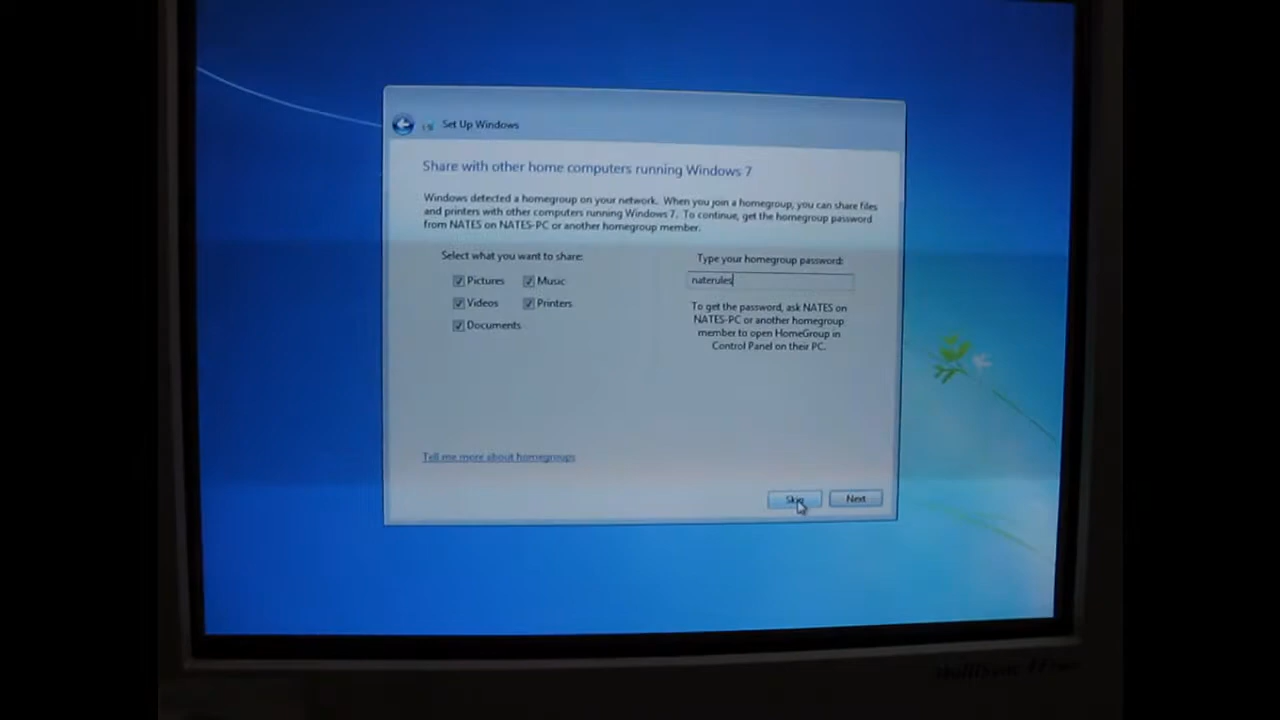 Set Up Windows
Share with other home computers running Windows 7
Windows detected a homegroup on your network. When you join a homegroup, you can share files
and printers with other computers running Windows 7. To continue, get the homegroup password
from NATES on NATES-PC or another homegroup member.
Select what you want to share:
Pictures
Music
Videos
Printers
Documents
Type your homegroup password:
naterules
To get the password, ask NATES on
NATES-PC or another homegroup
member to open HomeGroup in
Control Panel on their PC.
Tell me more about homegroups
Skip
Next